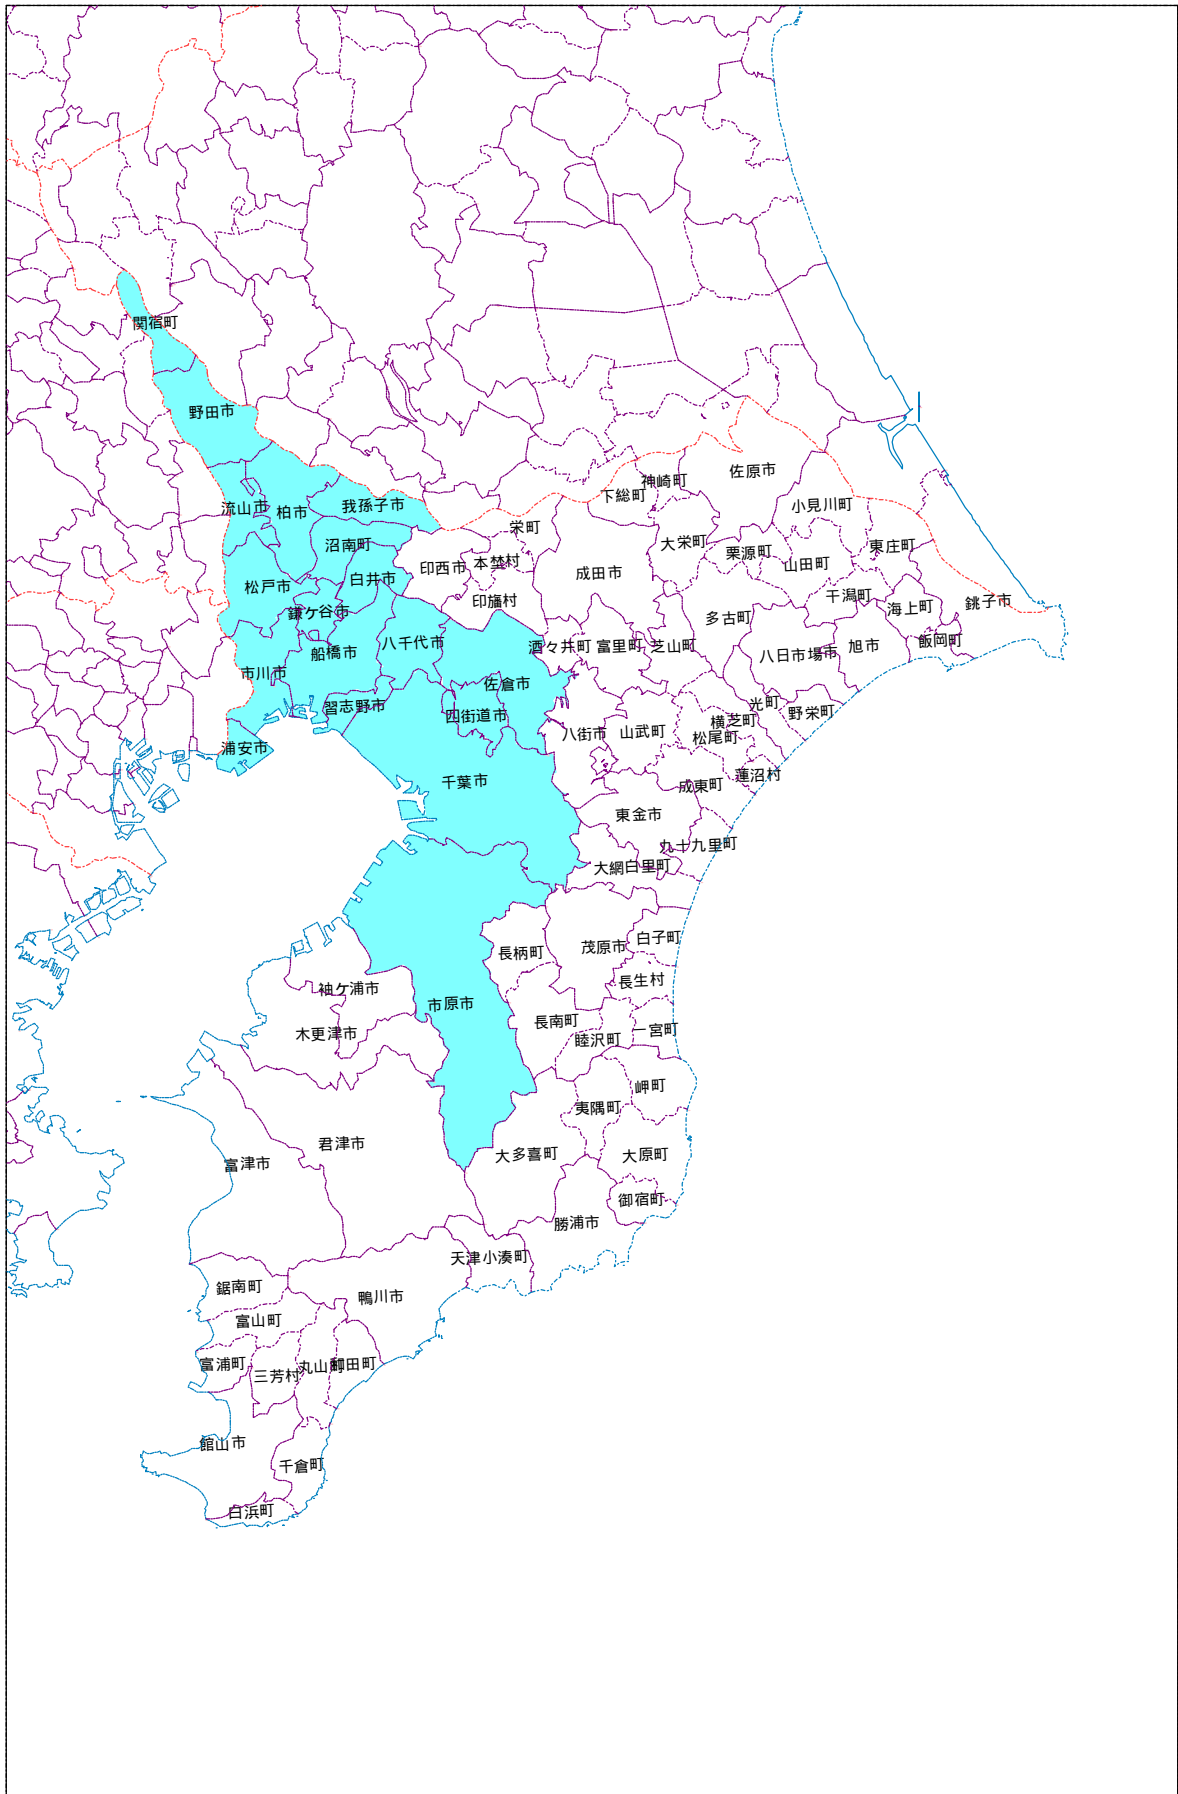 関宿町
野田市
流山市
柏市
我孫子市
沼南町
松戸市
白井市
鎌ケ谷市
船橋市
八千代市
市川市
習志野市
浦安市
佐倉市
四街道市
千葉市
市原市
印西市
本埜村
栄町
印旛村
成田市
下総町
神崎町
佐原市
大栄町
栗源町
小見川町
山田町
東庄町
干潟町
海上町
銚子市
飯岡町
旭市
八日市場市
多古町
酒々井町
富里町
芝山町
光町
野栄町
横芝町
松尾町
八街市
山武町
蓮沼村
成東町
東金市
九十九里町
大網白里町
長柄町
茂原市
白子町
長生村
長南町
睦沢町
一宮町
岬町
夷隅町
大多喜町
大原町
御宿町
勝浦市
袖ケ浦市
木更津市
君津市
富津市
天津小湊町
鴨川市
鋸南町
富山町
富浦町
三芳村
丸山町
和田町
館山市
千倉町
白浜町